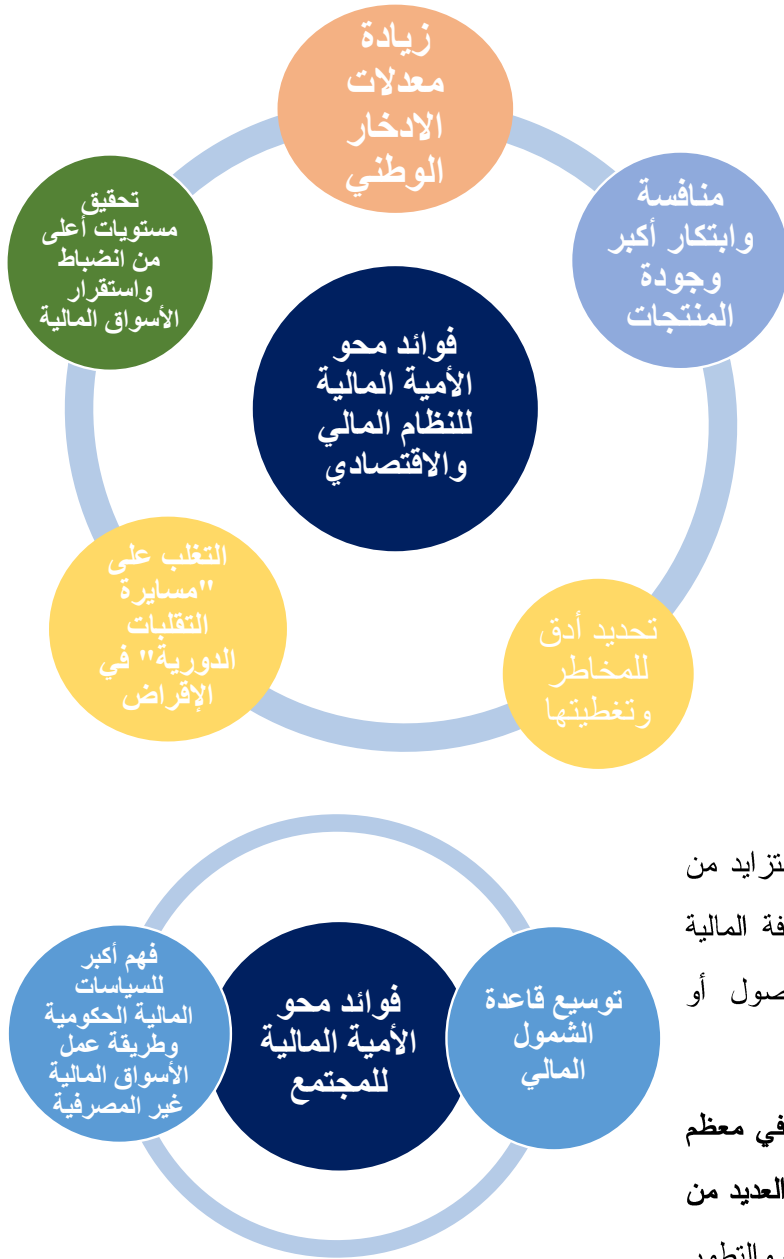 زيادة
معدلات
الادخار
الوطني
منافسة
وابتكار أكبر
وجودة
المنتجات
تحقيق
مستويات أعلى
من انضباط
واستقرار
الأسواق المالية
فوائد محو
الأمية المالية
للنظام المالي
والاقتصادي
التغلب على
"مسايرة
التقلبات
الدورية" في
الإقراض
تحديد أدق
للمخاطر
وتغطيتها
من
المالية
أو
توسيع قاعدة
الشمول
المالي
فوائد محو
الأمية المالية
للمجتمع
فهم أكبر
للسياسات
المالية الحكومية
وطريقة عمل
الأسواق المالية
غير المصرفية
في معظم
العديد من
والتطور